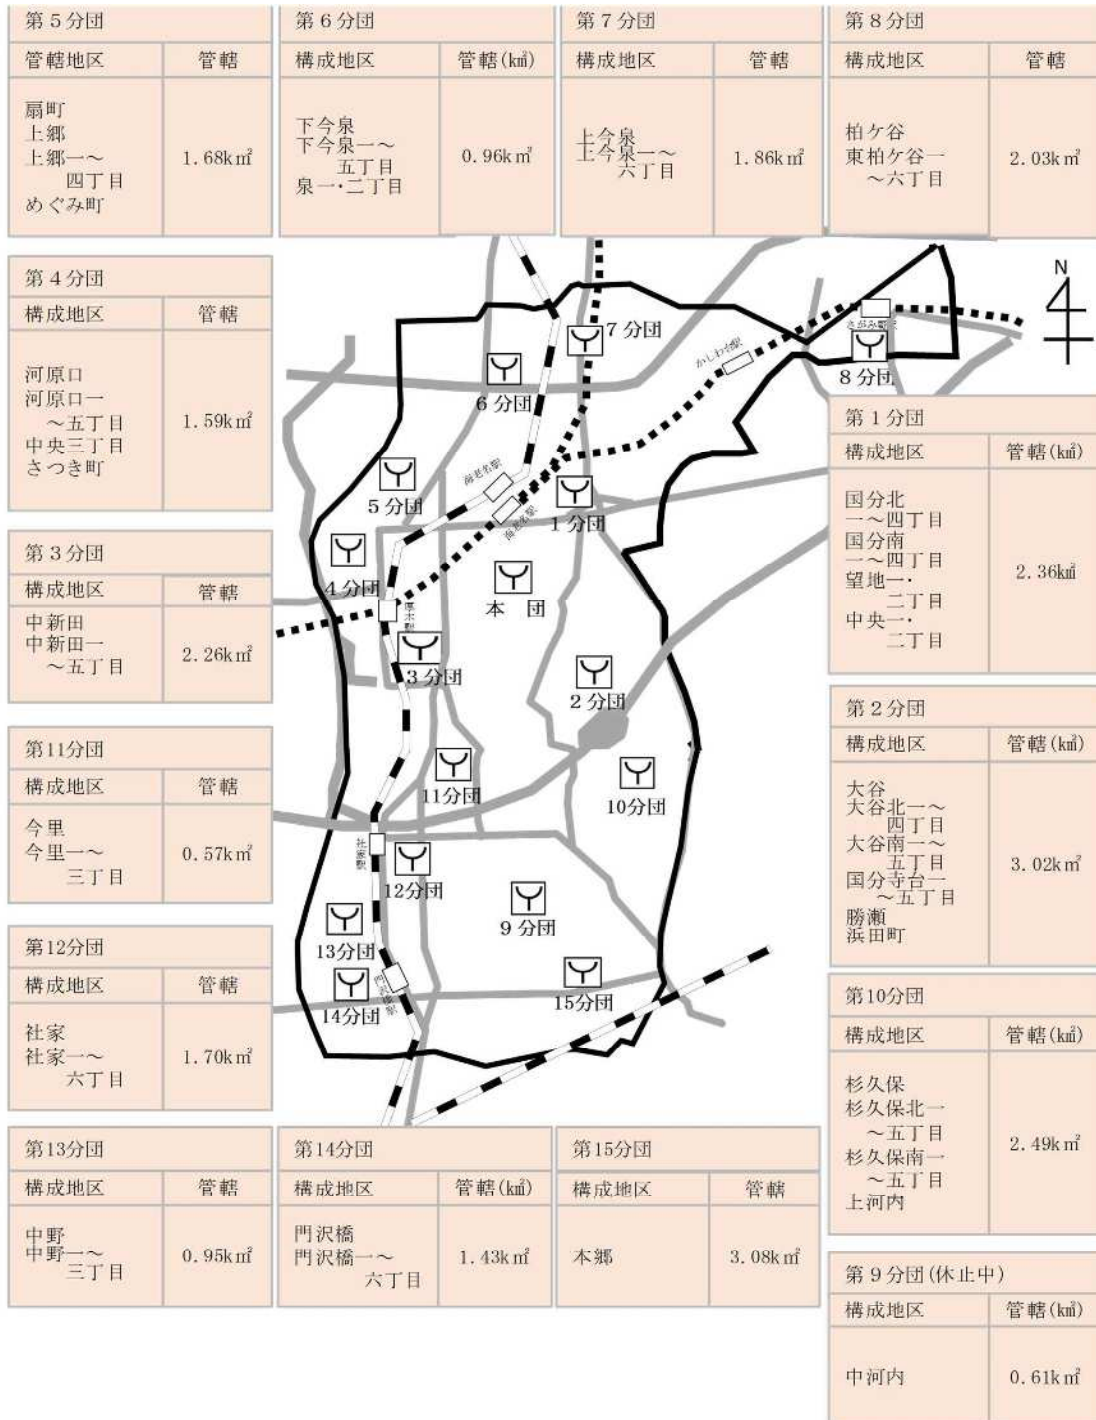 第５分団
管轄地区 管轄
扇町
上郷
上郷一～
四丁目
めぐみ町
1.68k㎡
第６分団
構成地区 管轄(k㎡)
下今泉
下今泉一～
五丁目
泉一・二丁目
0.96k㎡
第７分団
構成地区 管轄
上今泉
上今泉一～
六丁目
1.86k㎡
第８分団
構成地区 管轄
柏ケ谷
東柏ケ谷一
～六丁目
2.03k㎡
第４分団
構成地区 管轄
河原口
河原口一
～五丁目
中央三丁目
さつき町
1.59k㎡
第３分団
構成地区 管轄
中新田
中新田一
～五丁目
2.26k㎡
第11分団
構成地区 管轄
今里
今里一～
三丁目
0.57k㎡
第12分団
構成地区 管轄
社家
社家一～
六丁目
1.70k㎡
N
７分団
さがみ野駅
かしわ台駅
８分団
６分団
海老名駅
５分団
海老名駅
１分団
４分団
本 団
厚木駅
３分団
２分団
11分団
10分団
社家駅
12分団
９分団
13分団
門沢橋駅
14分団
15分団
第１分団
構成地区 管轄(k㎡)
国分北
一～四丁目
国分南
一～四丁目
望地一・
二丁目
中央一・
二丁目
2.36k㎡
第２分団
構成地区 管轄(k㎡)
大谷
大谷北一～
四丁目
大谷南一～
五丁目
国分寺台一
～五丁目
勝瀬
浜田町
3.02k㎡
第10分団
構成地区 管轄(k㎡)
杉久保
杉久保北一
～五丁目
杉久保南一
～五丁目
上河内
2.49k㎡
第13分団
構成地区 管轄
中野
中野一～
三丁目
0.95k㎡
第14分団
構成地区 管轄(k㎡)
門沢橋
門沢橋一～
六丁目
1.43k㎡
第15分団
構成地区 管轄
本郷
3.08k㎡
第９分団(休止中)
構成地区 管轄(k㎡)
中河内
0.61k㎡